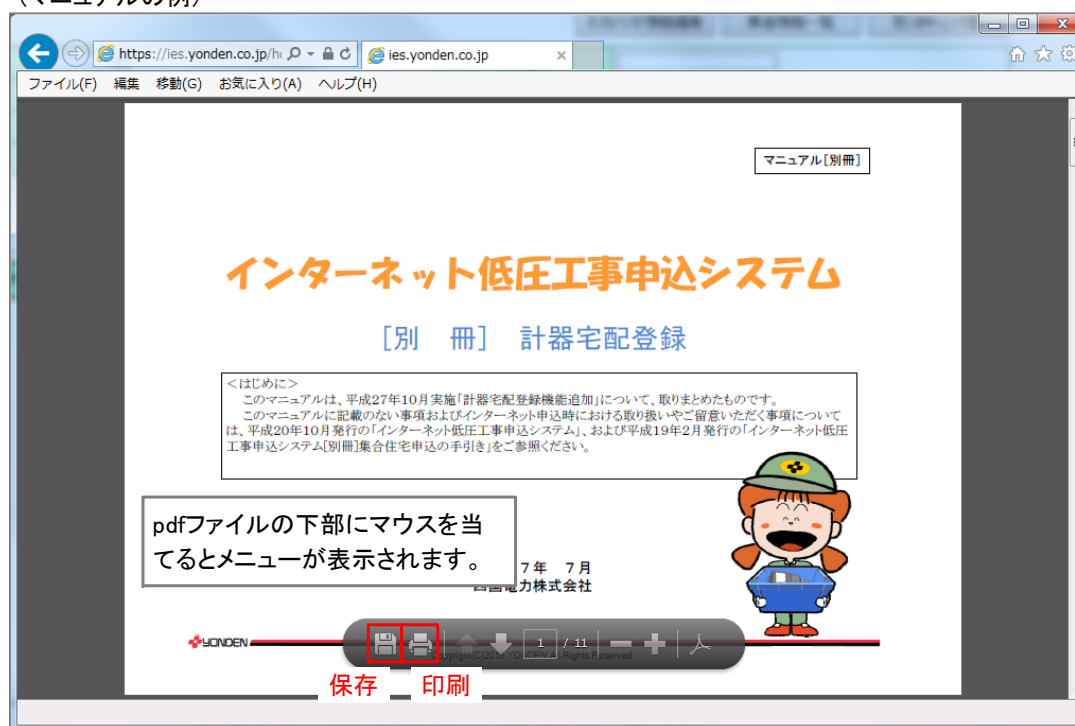 （マニュアルの例）
https://ies.yonden.co.jp/hu
ies.yonden.co.jp
ファイル(F) 編集 移動(G) お気に入り(A) ヘルプ(H)
マニュアル[別冊]
インターネット低圧工事申込システム
[別 冊] 計器宅配登録
＜はじめに＞
このマニュアルは、平成27年10月実施「計器宅配登録機能追加」について、取りまとめたものです。
このマニュアルに記載のない事項およびインターネット申込時における取り扱いやご留意いただく事項について
は、平成20年10月発行の「インターネット低圧工事申込システム」、および平成19年2月発行の「インターネット低圧
工事申込システム[別冊]集合住宅申込の手引き」をご参照ください。
pdfファイルの下部にマウスを当
てるとメニューが表示されます。
7年 7月
四国電力株式会社
YONDEN
1 / 11
YONDEN All Rights Reserved.
保存 印刷